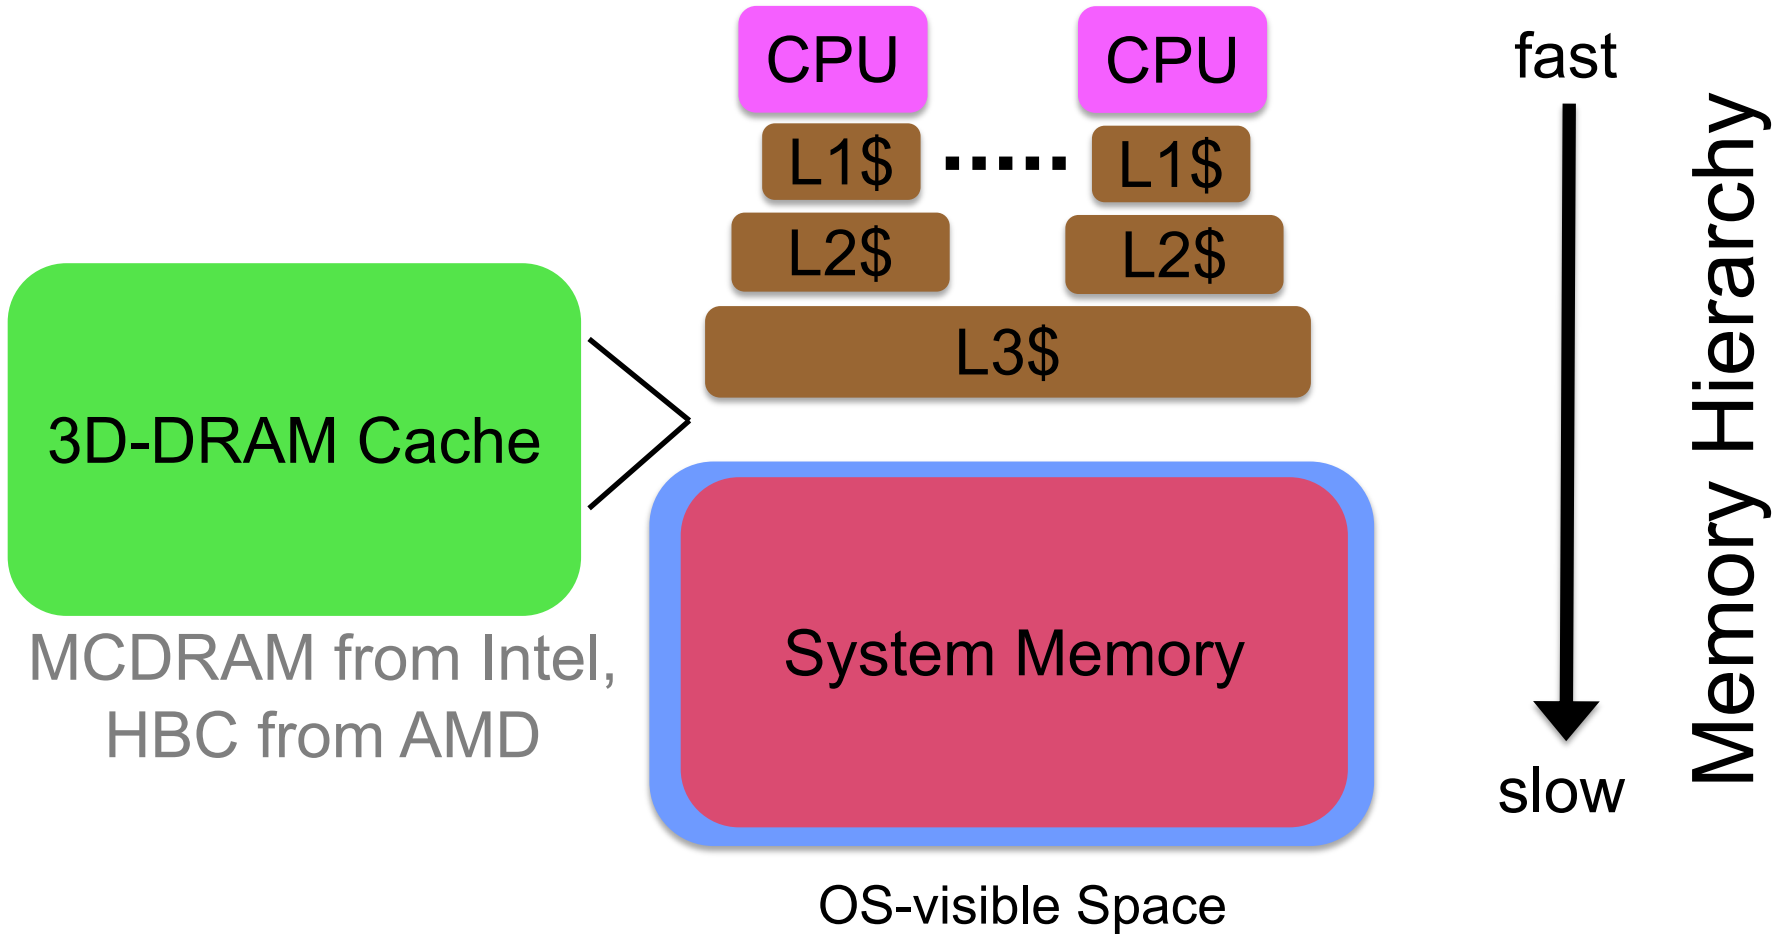 CPU
CPU
fast
L1$
L1$
L2$
L2$
L3$
3D-DRAM Cache
MCDRAM from Intel,
HBC from AMD
System Memory
slow
Memory Hierarchy
OS-visible Space